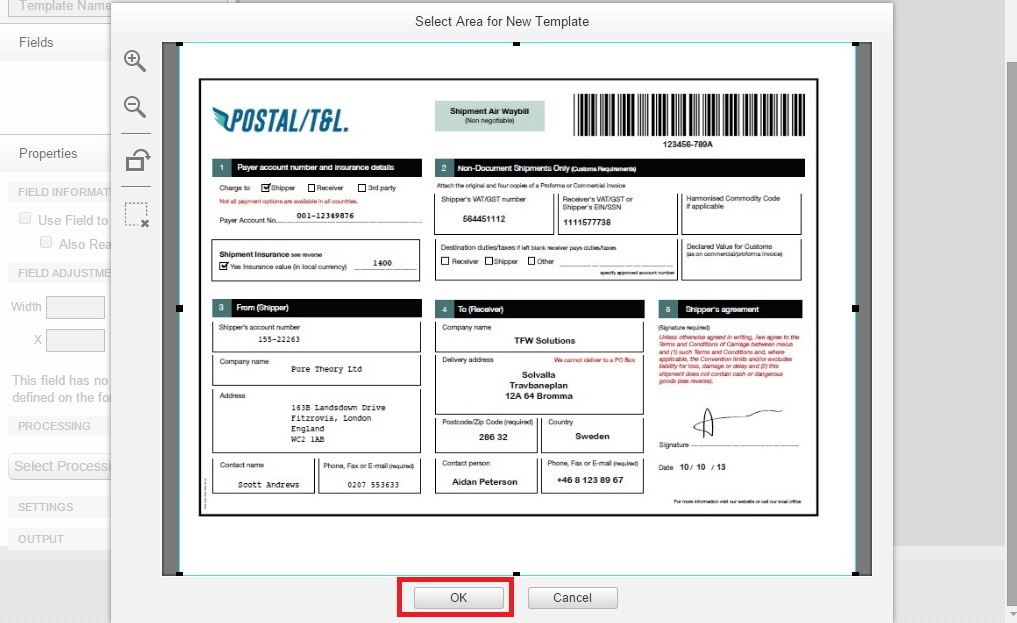 Template Name
Select Area for New Template
Fields
Properties
FIELD INFORMAT
Use Field to
Also Rea
FIELD ADJUSTME
Width
X
This field has no
defined on the fo
PROCESSING
Select Processi
SETTINGS
OUTPUT
POSTAL/T&L.
Shipment Air Waybill
(Non negotiable)
123456-789A
1 Payer account number and insurance details
Charge to Shipper Receiver 3rd party
Not all payment options are available in all countries.
Payer Account No. 001-12349876
Shipment Insurance see reverse
Yes Insurance value (in local currency) 1400
2 Non-Document Shipments Only (Customs Requirements)
Attach the original and four copies of a Proforma or Commercial invoice
Shipper's VAT/GST number
564451112
Receiver's VAT/GST or
Shipper's EIN/SSN
1111577738
Harmonised Commodity Code
if applicable
Destination duties/taxes if left blank receiver pays duties/taxes
Receiver Shipper Other
specify approved account number
Declared Value for Customs
(as on commercial/proforma invoice)
3 From (Shipper)
Shipper's account number
155-22263
Company name
Pure Theory Ltd
Address
163B Landsdown Drive
Fitzrovia, London
England
WC2 1AB
Contact name
Scott Andrews
Phone, Fax or E-mail (required)
0207 553633
4 To (Receiver)
Company name
TFW Solutions
Delivery address We cannot deliver to a PO Box
Solvalla
Travbaneplan
12A 64 Bromma
Postcode/Zip Code (required)
286 32
Country
Sweden
Contact person
Aidan Peterson
Phone, Fax or E-mail (required)
+46 8 123 89 67
5 Shipper's agreement
(Signature required)
Unless otherwise agreed in writing, I/we agree to the
Terms and Conditions of Carriage between me/us
and (1) such Terms and Conditions and, where
applicable, the Convention limits and/or excludes
liability for loss, damage or delay and (2) this
shipment does not contain cash or dangerous
goods (see reverse).
Signature
Date 10/ 10 / 13
For more information visit our website or call our local office
OK
Cancel